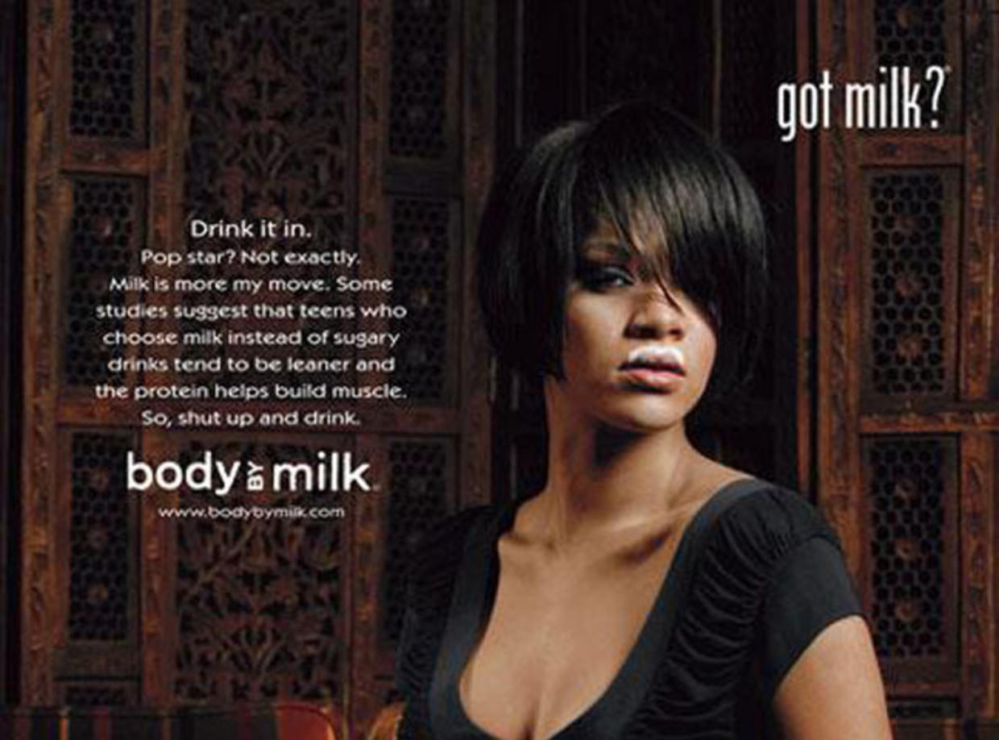 got milk?
Drink it in.
Pop star? Not exactly.
Milk is more my move. Some
studies suggest that teens who
choose milk instead of sugary
drinks tend to be leaner and
the protein helps build muscle.
So, shut up and drink.
body BY milk
www.bodybymilk.com